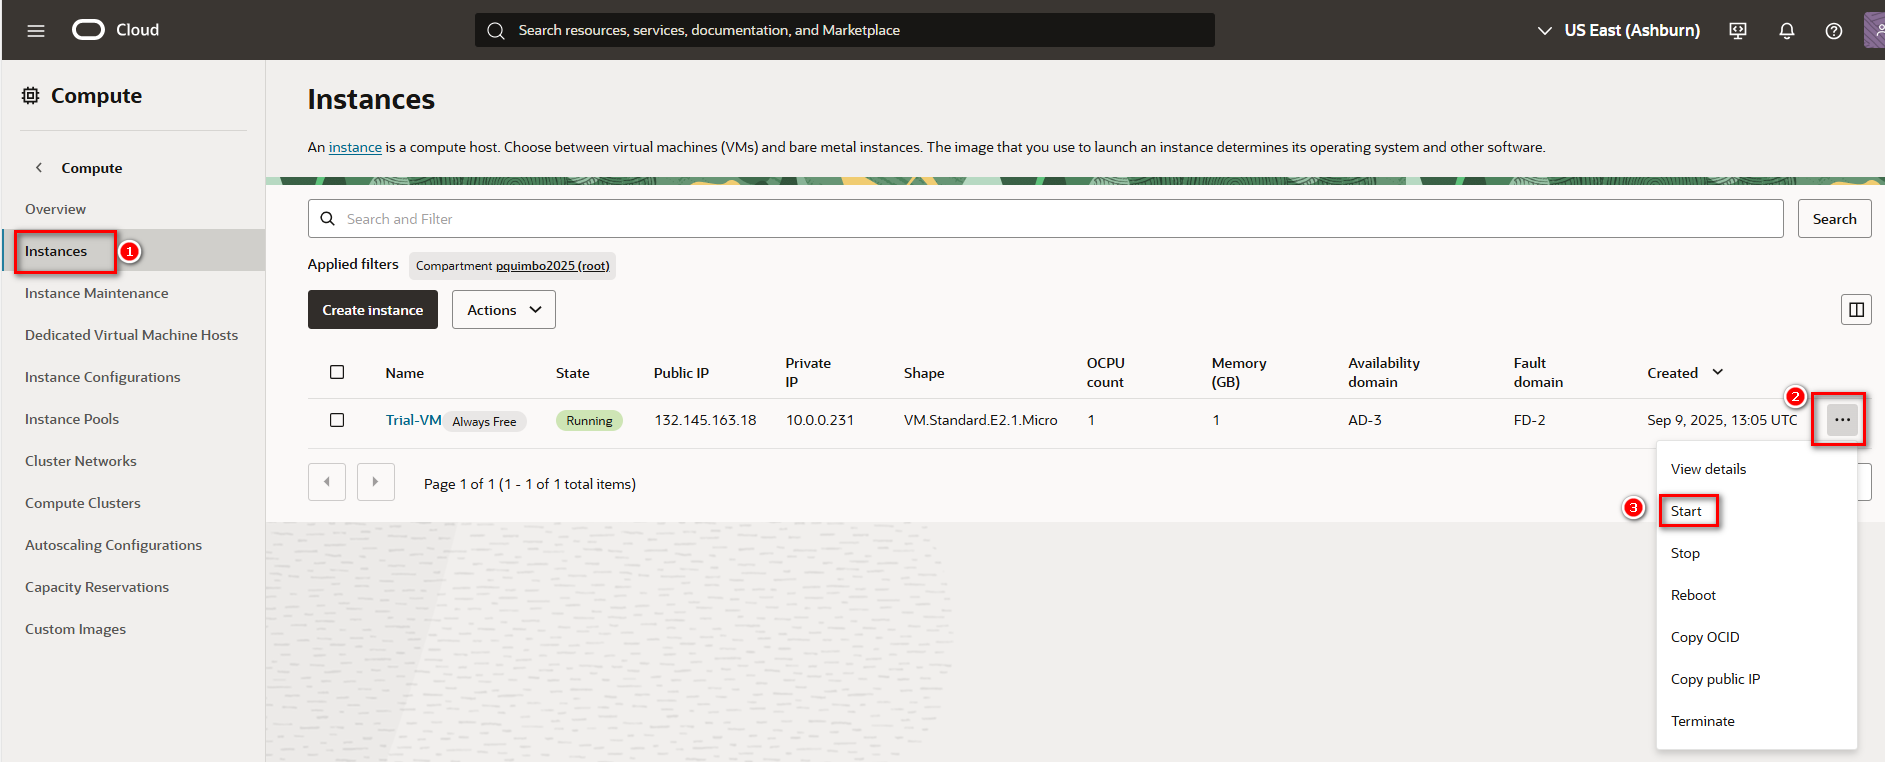 Cloud
Search resources, services, documentation, and Marketplace
US East (Ashburn)
Compute
Compute
Overview
Instances
1
Instance Maintenance
Dedicated Virtual Machine Hosts
Instance Configurations
Instance Pools
Cluster Networks
Compute Clusters
Autoscaling Configurations
Capacity Reservations
Custom Images
Instances
An instance is a compute host. Choose between virtual machines (VMs) and bare metal instances. The image that you use to launch an instance determines its operating system and other software.
Search and Filter
Search
Applied filters Compartment pquimbo2025 (root)
Create instance Actions
Name State Public IP Private IP Shape OCPU count Memory (GB) Availability domain Fault domain Created
2
Trial-VM Always Free Running 132.145.163.18 10.0.0.231 VM.Standard.E2.1.Micro 1 1 AD-3 FD-2 Sep 9, 2025, 13:05 UTC
Page 1 of 1 (1 - 1 of 1 total items)
View details
3
Start
Stop
Reboot
Copy OCID
Copy public IP
Terminate